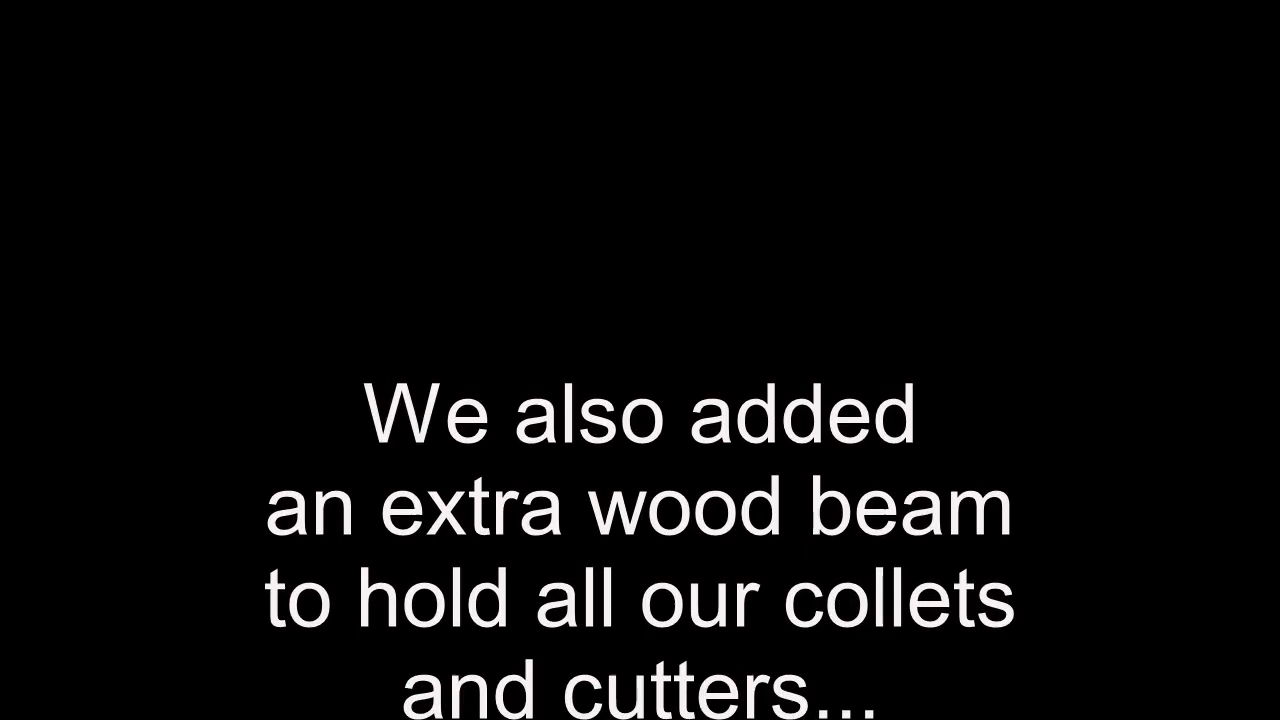 We also added
an extra wood beam
to hold all our collets
and cutters...